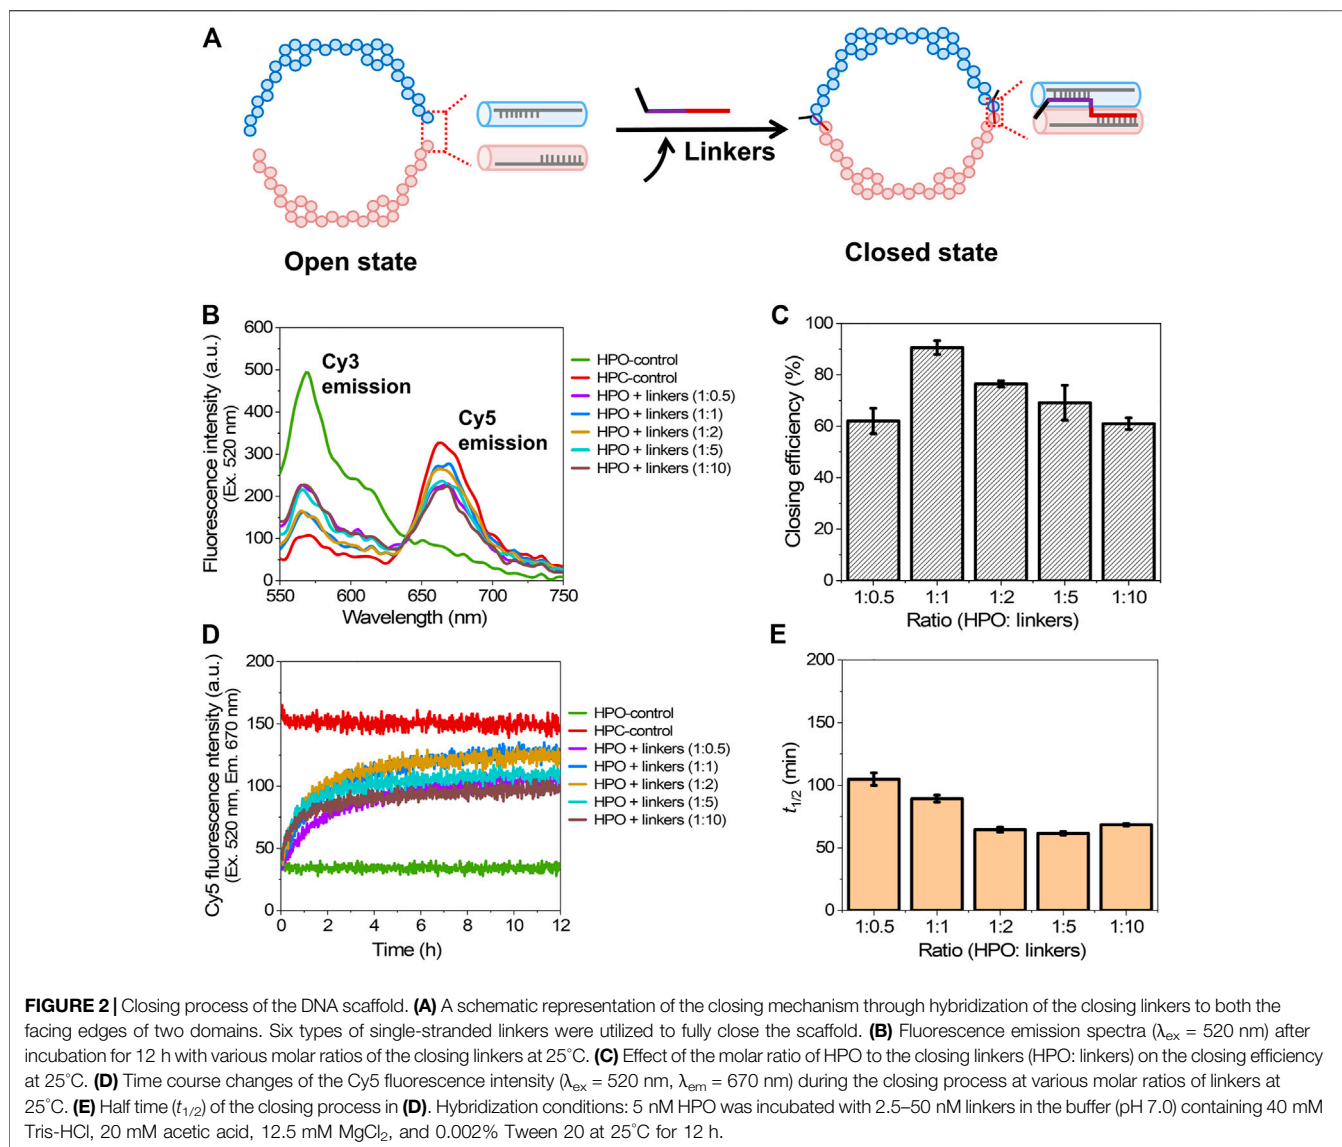 A
Linkers
Open state
Closed state
B
600
500
400
300
200
100
0
Fluorescence intensity (a.u.)
(Ex. 520 nm)
Cy3
emission
Cy5
emission
550
600
650
700
750
Wavelength (nm)
HPO-control
HPC-control
HPO + linkers (1:0.5)
HPO + linkers (1:1)
HPO + linkers (1:2)
HPO + linkers (1:5)
HPO + linkers (1:10)
C
100
80
60
40
20
0
Closing efficiency (%)
1:0.5
1:1
1:2
1:5
1:10
Ratio (HPO: linkers)
D
200
150
100
50
0
Cy5 fluorescence ntensity (a.u.)
(Ex. 520 nm, Em. 670 nm)
0
2
4
6
8
10
12
Time (h)
HPO-control
HPC-control
HPO + linkers (1:0.5)
HPO + linkers (1:1)
HPO + linkers (1:2)
HPO + linkers (1:5)
HPO + linkers (1:10)
E
200
150
100
50
0
t1/2 (min)
1:0.5
1:1
1:2
1:5
1:10
Ratio (HPO: linkers)
FIGURE 2 | Closing process of the DNA scaffold. (A) A schematic representation of the closing mechanism through hybridization of the closing linkers to both the
facing edges of two domains. Six types of single-stranded linkers were utilized to fully close the scaffold. (B) Fluorescence emission spectra (λex = 520 nm) after
incubation for 12 h with various molar ratios of the closing linkers at 25°C. (C) Effect of the molar ratio of HPO to the closing linkers (HPO: linkers) on the closing efficiency
at 25°C. (D) Time course changes of the Cy5 fluorescence intensity (λex = 520 nm, λem = 670 nm) during the closing process at various molar ratios of linkers at
25°C. (E) Half time (t1/2) of the closing process in (D). Hybridization conditions: 5 nM HPO was incubated with 2.5–50 nM linkers in the buffer (pH 7.0) containing 40 mM
Tris-HCl, 20 mM acetic acid, 12.5 mM MgCl2, and 0.002% Tween 20 at 25°C for 12 h.